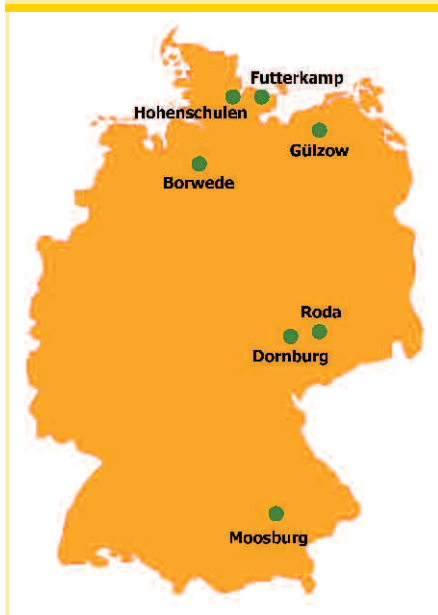 Futterkamp
Hohenschulen
Gülzow
Borwede
Roda
Dornburg
Moosburg